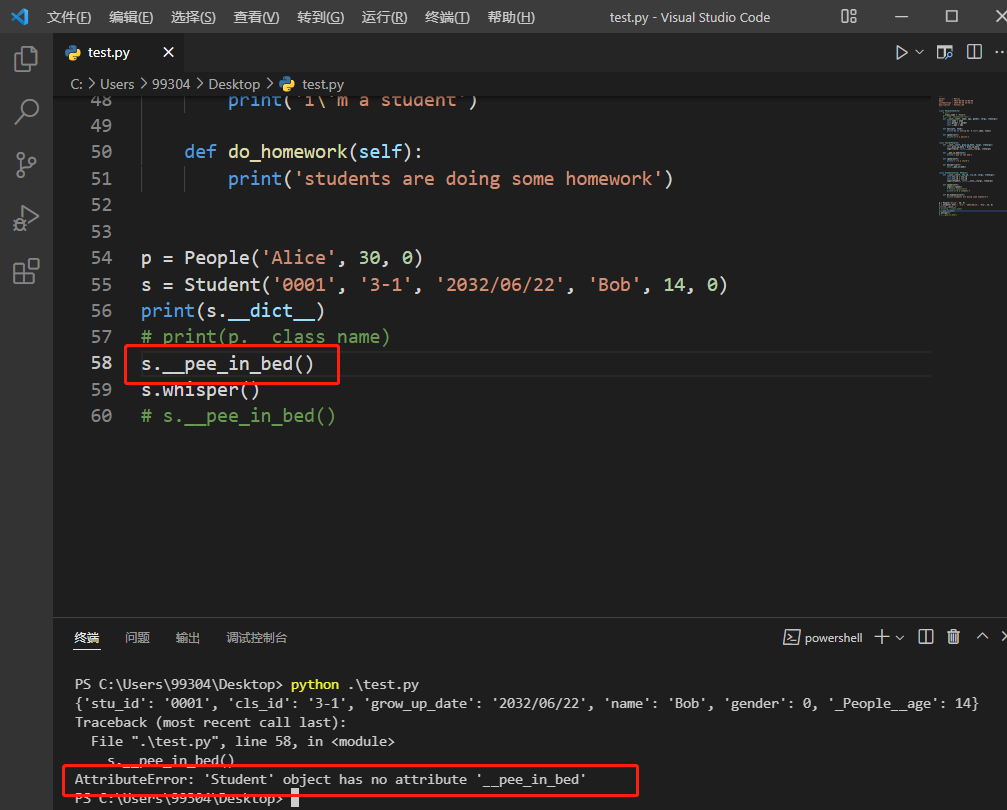 文件(F) 编辑(E) 选择(S) 查看(V) 转到(G) 运行(R) 终端(T) 帮助(H) test.py - Visual Studio Code
test.py
C: > Users > 99304 > Desktop > test.py
48 print('i\'m a student')
49
50 def do_homework(self):
51 print('students are doing some homework')
52
53
54 p = People('Alice', 30, 0)
55 s = Student('0001', '3-1', '2032/06/22', 'Bob', 14, 0)
56 print(s.__dict__)
57 # print(p.__class_name)
58 s.__pee_in_bed()
59 s.whisper()
60 # s.__pee_in_bed()
终端 问题 输出 调试控制台 powershell
PS C:\Users\99304\Desktop> python .\test.py
{'stu_id': '0001', 'cls_id': '3-1', 'grow_up_date': '2032/06/22', 'name': 'Bob', 'gender': 0, '_People__age': 14}
Traceback (most recent call last):
File ".\test.py", line 58, in <module>
s.__pee_in_bed()
AttributeError: 'Student' object has no attribute '__pee_in_bed'
PS C:\Users\99304\Desktop>